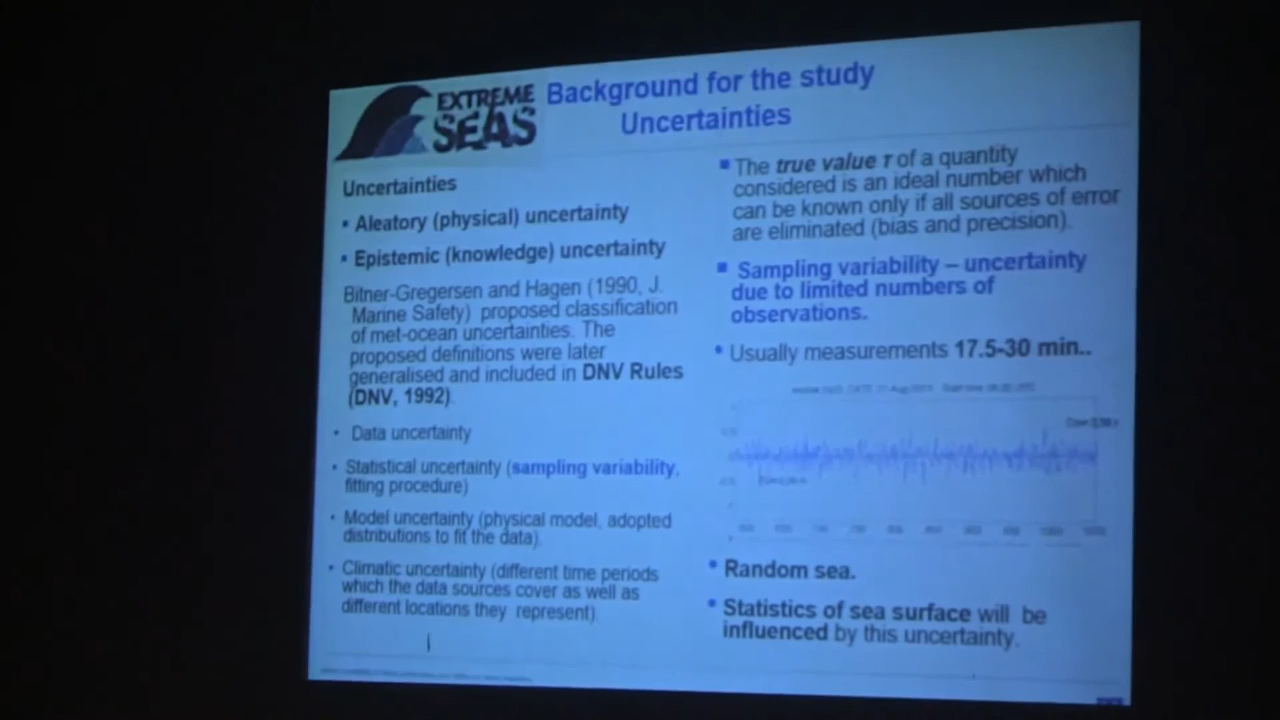 EXTREME
SEAS
Background for the study
Uncertainties
Uncertainties
▪ Aleatory (physical) uncertainty
▪ Epistemic (knowledge) uncertainty
Bitner-Gregersen and Hagen (1990, J.
Marine Safety) proposed classification
of met-ocean uncertainties. The
proposed definitions were later
generalised and included in DNV Rules
(DNV, 1992).
• Data uncertainty
• Statistical uncertainty (sampling variability,
fitting procedure)
• Model uncertainty (physical model, adopted
distributions to fit the data).
• Climatic uncertainty (different time periods
which the data sources cover as well as
different locations they represent).
▪ The true value τ of a quantity
considered is an ideal number which
can be known only if all sources of error
are eliminated (bias and precision).
▪ Sampling variability – uncertainty
due to limited numbers of
observations.
• Usually measurements 17.5-30 min..
• Random sea.
• Statistics of sea surface will be
influenced by this uncertainty.